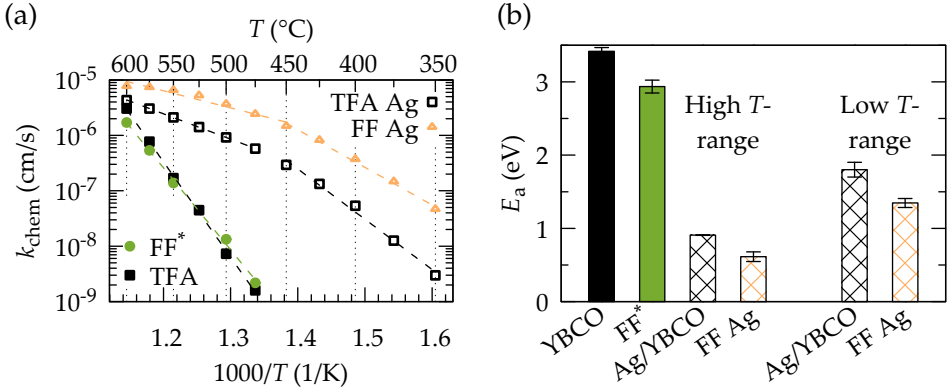 (a)
T (°C)
600 550 500 450 400 350
10⁻⁵
10⁻⁶
10⁻⁷
10⁻⁸
10⁻⁹
k_chem (cm/s)
TFA Ag
FF Ag
FF*
TFA
1.2 1.3 1.4 1.5 1.6
1000/T (1/K)
(b)
E_a (eV)
3
2
1
0
High T-
range
Low T-
range
YBCO
FF*
Ag/YBCO
FF Ag
Ag/YBCO
FF Ag